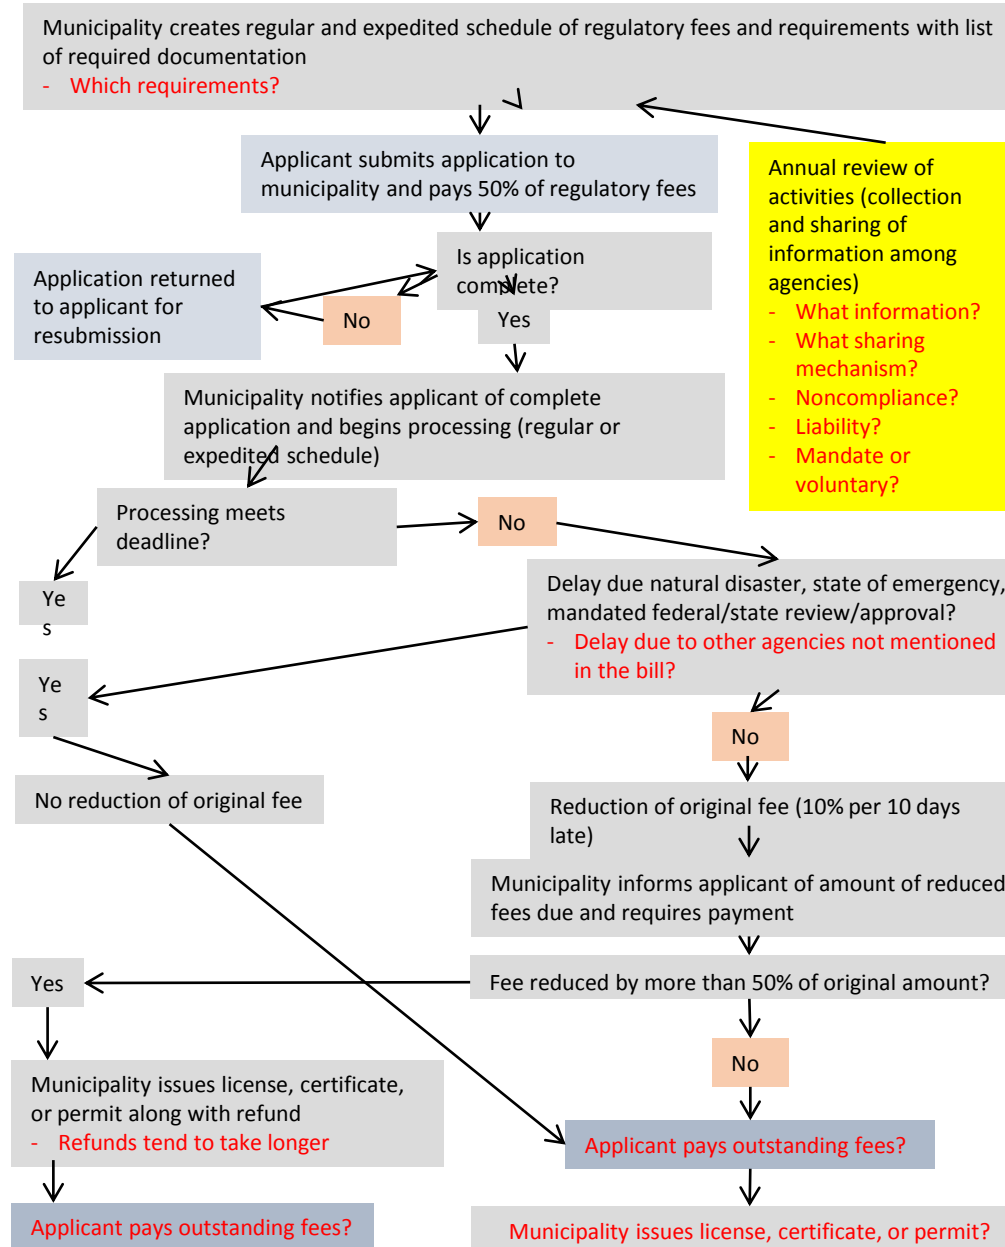 Municipality creates regular and expedited schedule of regulatory fees and requirements with list
of required documentation
- Which requirements?
Applicant submits application to
municipality and pays 50% of regulatory fees
Annual review of
activities (collection
and sharing of
information among
agencies)
- What information?
- What sharing
mechanism?
- Noncompliance?
- Liability?
- Mandate or
voluntary?
Is application
complete?
Application returned
to applicant for
resubmission
No
Yes
Municipality notifies applicant of complete
application and begins processing (regular or
expedited schedule)
Processing meets
deadline?
No
Ye
s
Delay due natural disaster, state of emergency,
mandated federal/state review/approval?
- Delay due to other agencies not mentioned
in the bill?
Ye
s
No
No reduction of original fee
Reduction of original fee (10% per 10 days
late)
Municipality informs applicant of amount of reduced
fees due and requires payment
Fee reduced by more than 50% of original amount?
Yes
No
Municipality issues license, certificate,
or permit along with refund
- Refunds tend to take longer
Applicant pays outstanding fees?
Applicant pays outstanding fees?
Municipality issues license, certificate, or permit?